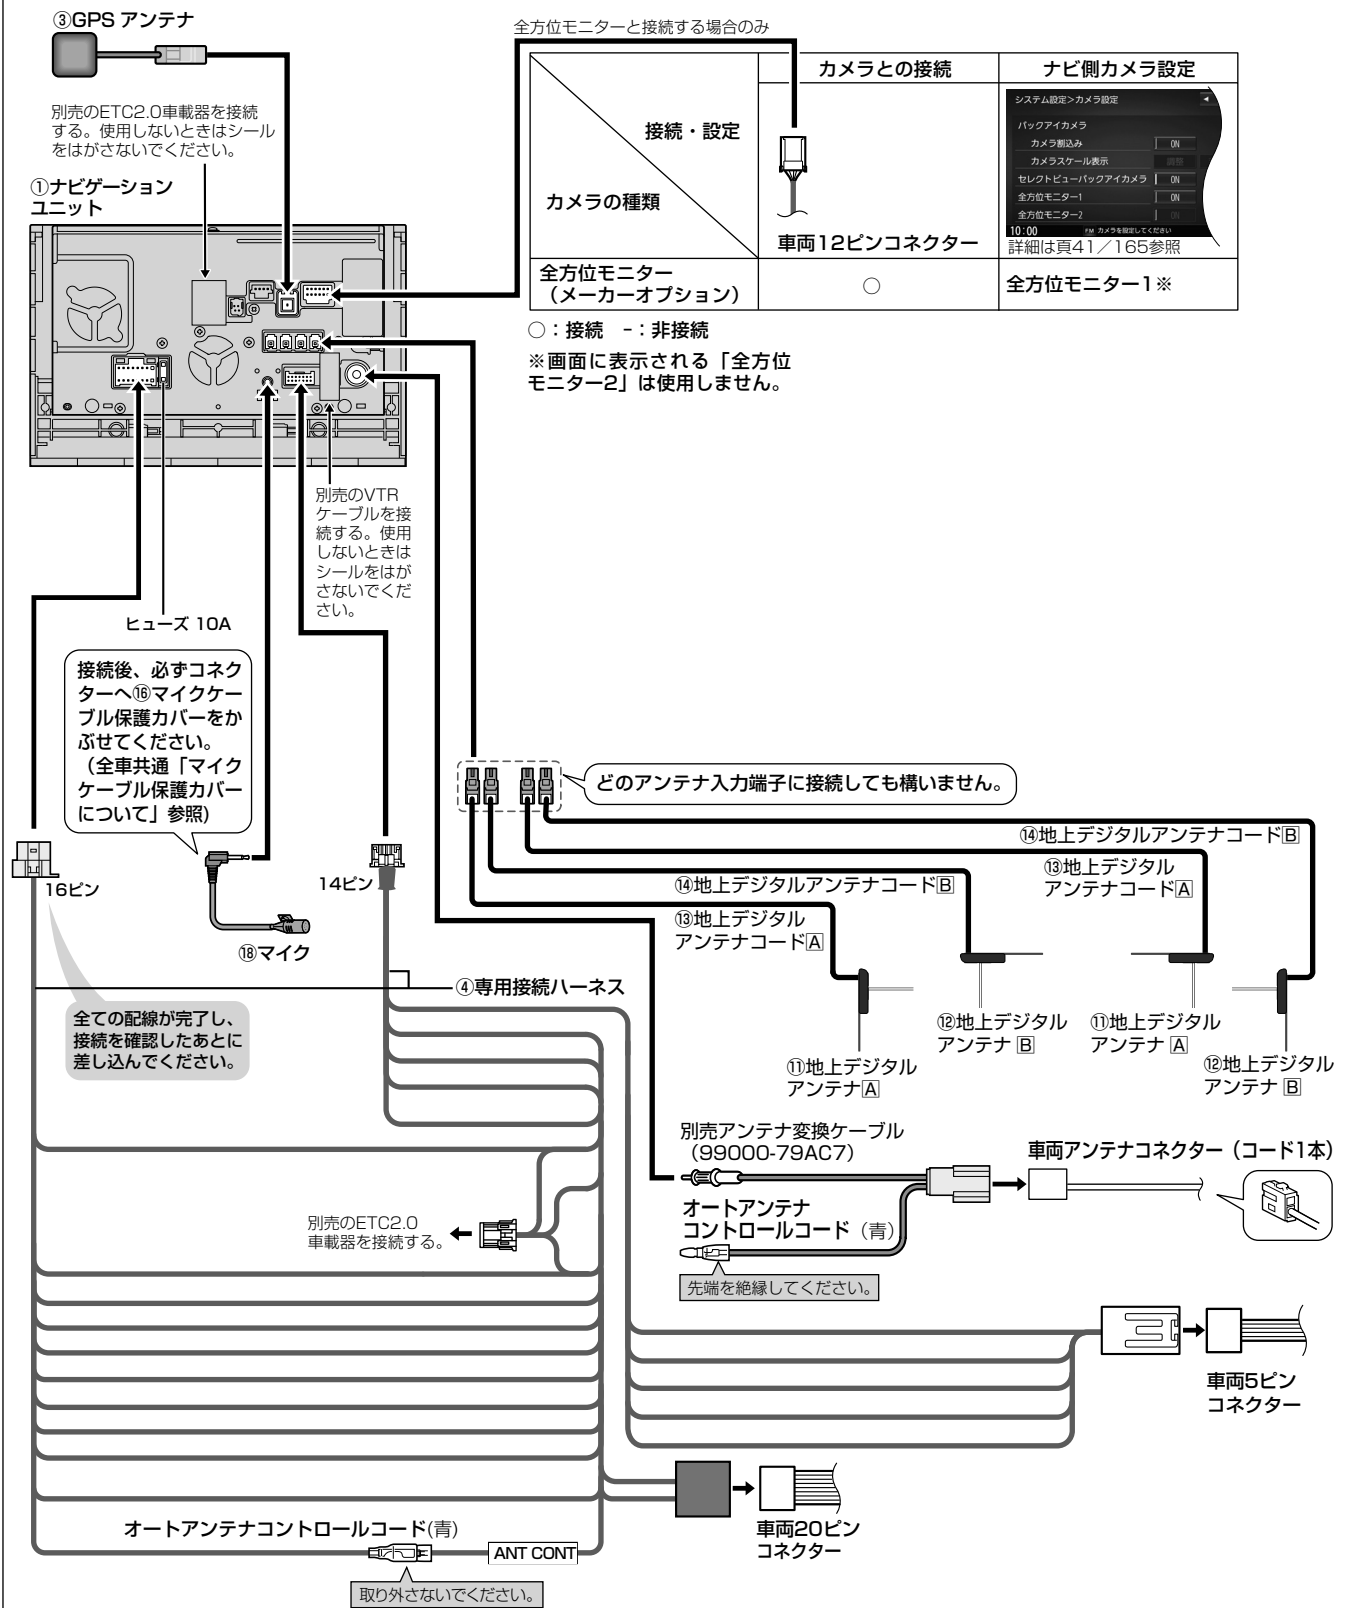 ③GPS アンテナ
別売のETC2.0車載器を接続
する。使用しないときはシール
をはがさないでください。
①ナビゲーション
ユニット
全方位モニターと接続する場合のみ
カメラとの接続
ナビ側カメラ設定
接続・設定
カメラの種類
車両12ピンコネクター
システム設定>カメラ設定
バックアイカメラ
カメラ割込み ON
カメラスケール表示 調整
セレクトビューバックアイカメラ ON
全方位モニター1 ON
全方位モニター2 ON
10:00 FM カメラを設定してください
詳細は頁41/165参照
全方位モニター
(メーカーオプション)
○
全方位モニター1※
○:接続 -:非接続
※画面に表示される「全方位
モニター2」は使用しません。
別売のVTR
ケーブルを接
続する。使用
しないときは
シールをはが
さないでくだ
さい。
ヒューズ 10A
接続後、必ずコネク
ターへ⑯マイクケー
ブル保護カバーをか
ぶせてください。
(全車共通「マイク
ケーブル保護カバー
について」参照)
どのアンテナ入力端子に接続しても構いません。
16ピン
14ピン
⑱マイク
⑭地上デジタルアンテナコードB
⑬地上デジタル
アンテナコードA
⑭地上デジタルアンテナコードB
⑬地上デジタル
アンテナコードA
④専用接続ハーネス
全ての配線が完了し、
接続を確認したあとに
差し込んでください。
⑫地上デジタル
アンテナ B
⑪地上デジタル
アンテナ A
⑪地上デジタル
アンテナA
⑫地上デジタル
アンテナ B
別売アンテナ変換ケーブル
(99000-79AC7)
車両アンテナコネクター(コード1本)
オートアンテナ
コントロールコード(青)
先端を絶縁してください。
別売のETC2.0
車載器を接続する。
車両5ピン
コネクター
車両20ピン
コネクター
オートアンテナコントロールコード(青)
ANT CONT
取り外さないでください。